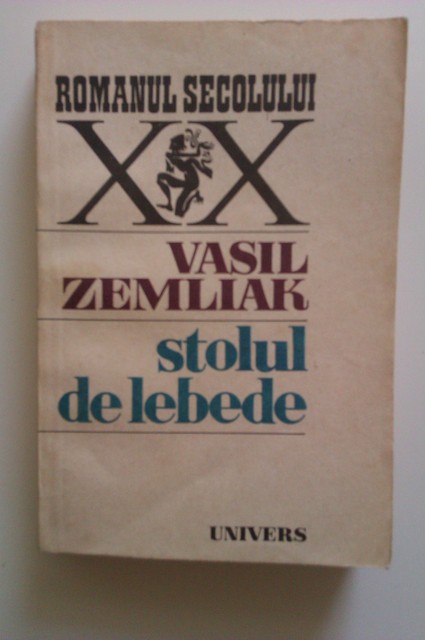 ROMANUL SECOLULUI
XX
VASIL
ZEMLIAK
stolul
de lebede
UNIVERS